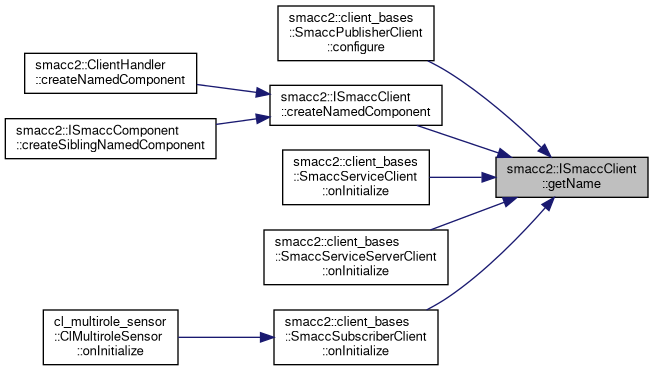 smacc2::client_bases
::SmaccPublisherClient
::configure
smacc2::ClientHandler
::createNamedComponent
smacc2::ISmaccClient
::createNamedComponent
smacc2::ISmaccComponent
::createSiblingNamedComponent
smacc2::client_bases
::SmaccServiceClient
::onInitialize
smacc2::ISmaccClient
::getName
smacc2::client_bases
::SmaccServiceServerClient
::onInitialize
cl_multirole_sensor
::ClMultiroleSensor
::onInitialize
smacc2::client_bases
::SmaccSubscriberClient
::onInitialize